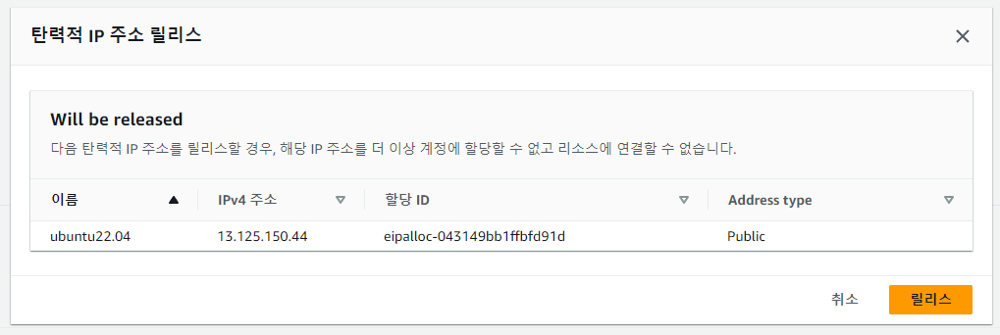 탄력적 IP 주소 릴리스
Will be released
다음 탄력적 IP 주소를 릴리스할 경우, 해당 IP 주소를 더 이상 계정에 할당할 수 없고 리소스에 연결할 수 없습니다.
이름 IPv4 주소 할당 ID Address type
ubuntu22.04 13.125.150.44 eipalloc-043149bb1ffbfd91d Public
취소 릴리스